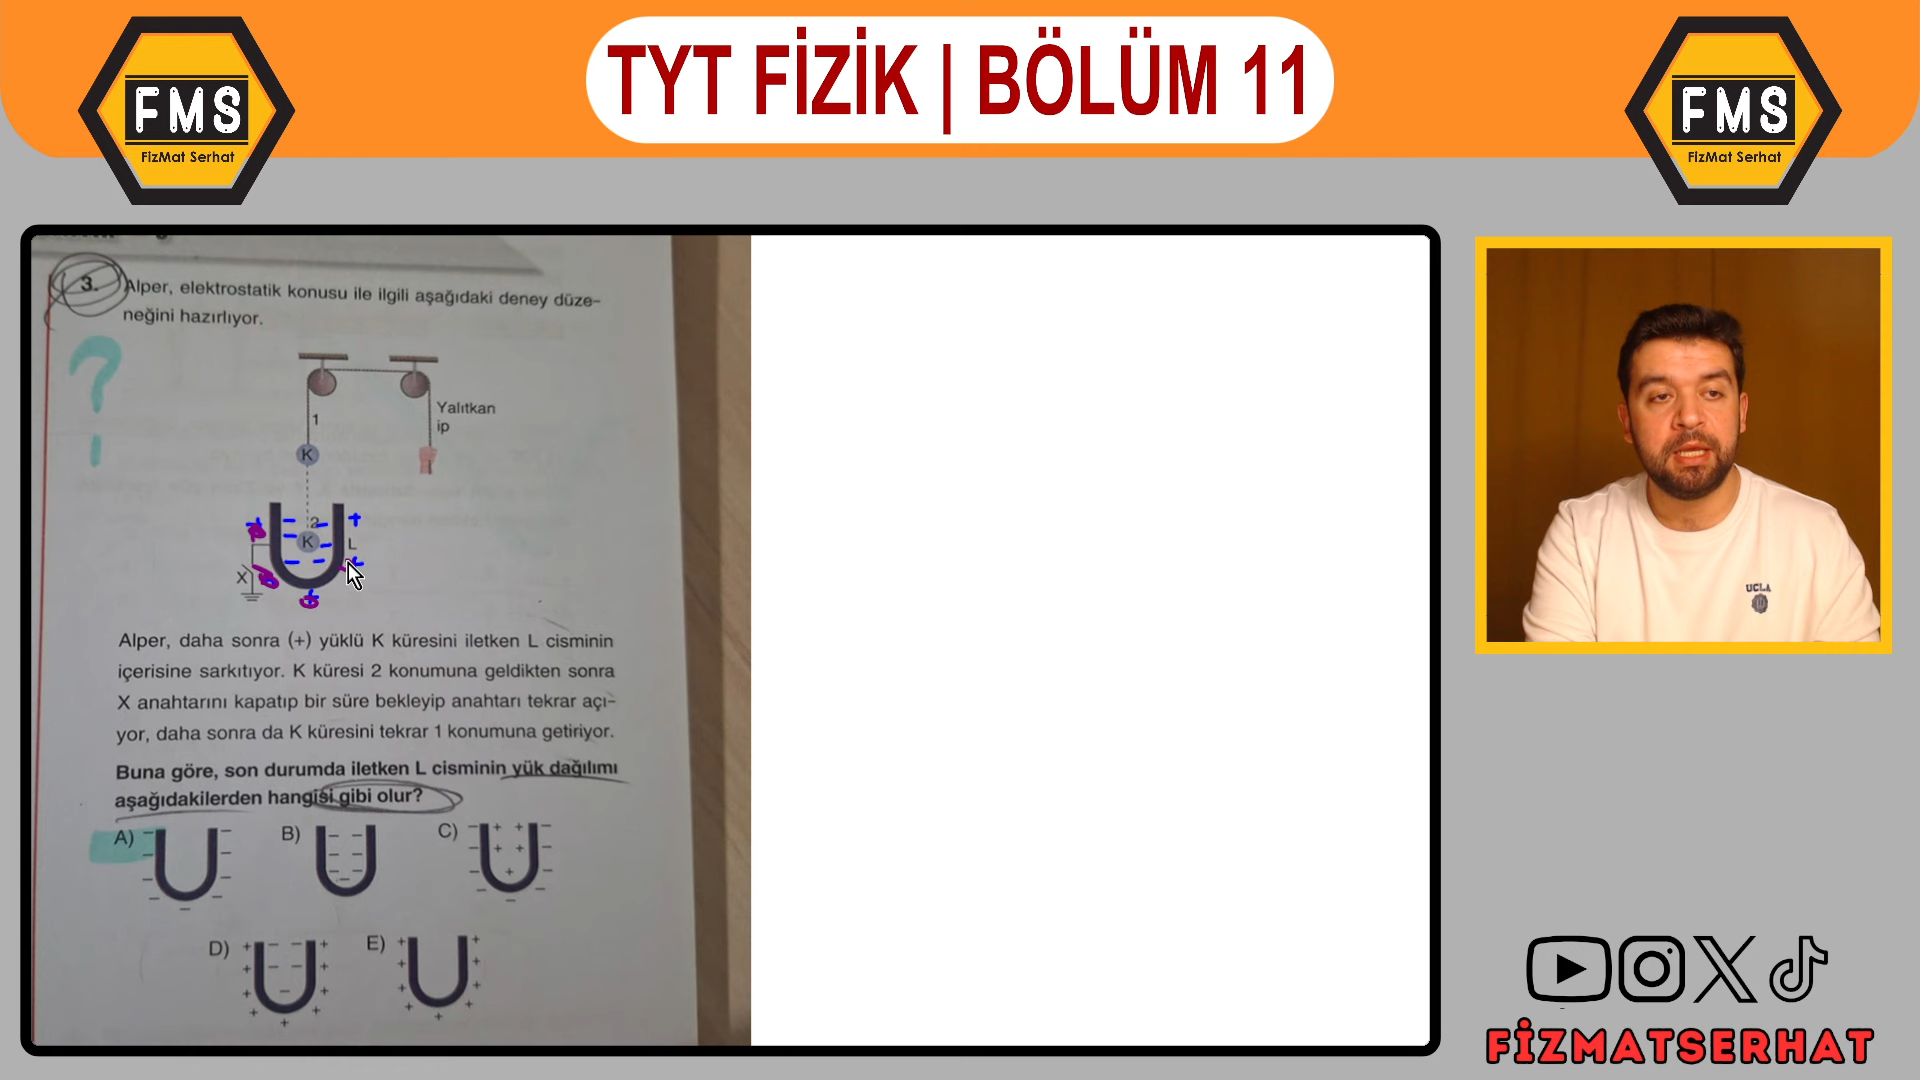 FMS
FizMat Serhat
TYT FİZİK | BÖLÜM 11
FMS
FizMat Serhat
3. Alper, elektrostatik konusu ile ilgili aşağıdaki deney düze-
neğini hazırlıyor.
?
1
Yalıtkan
ip
K
+ +
2
K
L
X
Alper, daha sonra (+) yüklü K küresini iletken L cisminin
içerisine sarkıtıyor. K küresi 2 konumuna geldikten sonra
X anahtarını kapatıp bir süre bekleyip anahtarı tekrar açı-
yor, daha sonra da K küresini tekrar 1 konumuna getiriyor.
Buna göre, son durumda iletken L cisminin yük dağılımı
aşağıdakilerden hangisi gibi olur?
A) B) C)
D) E)
UCLA
FİZMATSERHAT